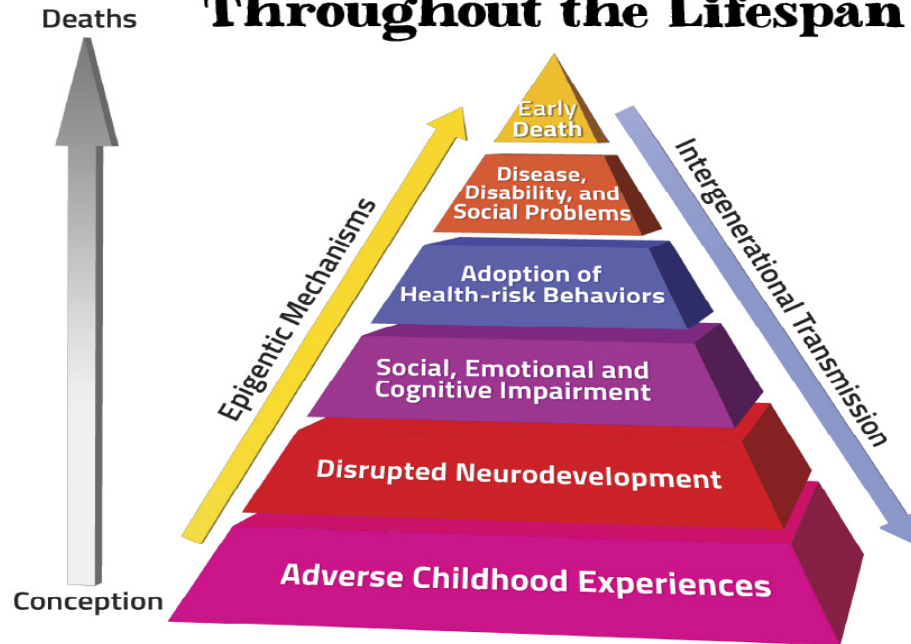 Throughout the Lifespan
Deaths
Early
Death
Disease,
Disability, and
Social Problems
Adoption of
Health-risk Behaviors
Social, Emotional and
Cognitive Impairment
Disrupted Neurodevelopment
Adverse Childhood Experiences
Epigentic Mechanisms
Intergenerational Transmission
Conception